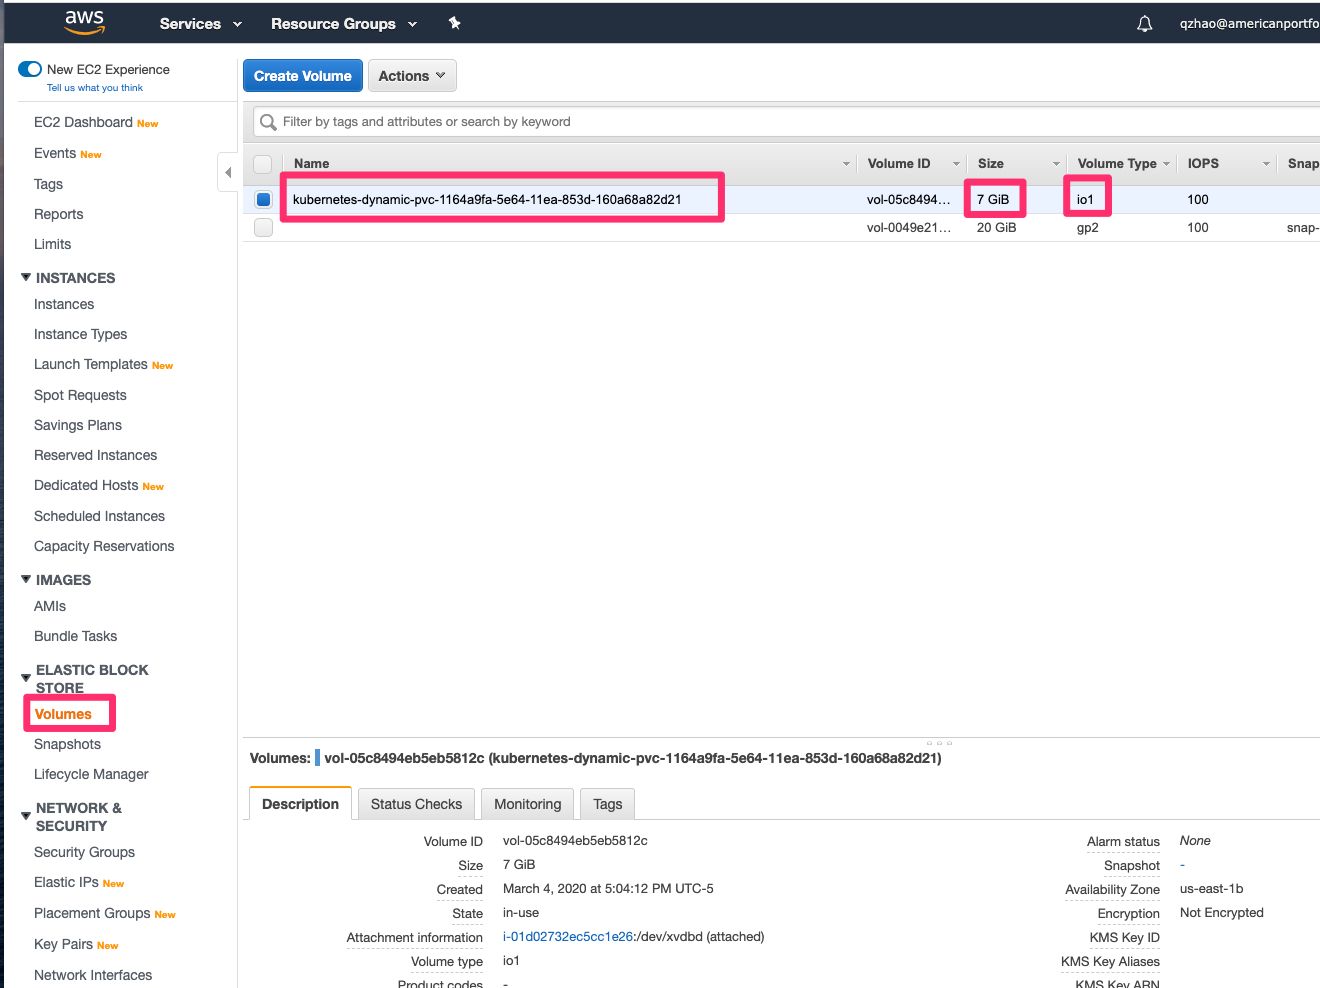 aws Services Resource Groups qzhao@americanportfo
New EC2 Experience
Tell us what you think
EC2 Dashboard New
Events New
Tags
Reports
Limits
INSTANCES
Instances
Instance Types
Launch Templates New
Spot Requests
Savings Plans
Reserved Instances
Dedicated Hosts New
Scheduled Instances
Capacity Reservations
IMAGES
AMIs
Bundle Tasks
ELASTIC BLOCK
STORE
Volumes
Snapshots
Lifecycle Manager
NETWORK &
SECURITY
Security Groups
Elastic IPs New
Placement Groups New
Key Pairs New
Network Interfaces
Create Volume Actions
Filter by tags and attributes or search by keyword
Name Volume ID Size Volume Type IOPS Snap
kubernetes-dynamic-pvc-1164a9fa-5e64-11ea-853d-160a68a82d21 vol-05c8494... 7 GiB io1 100
vol-0049e21... 20 GiB gp2 100 snap-
Volumes: vol-05c8494eb5eb5812c (kubernetes-dynamic-pvc-1164a9fa-5e64-11ea-853d-160a68a82d21)
Description Status Checks Monitoring Tags
Volume ID vol-05c8494eb5eb5812c
Size 7 GiB
Created March 4, 2020 at 5:04:12 PM UTC-5
State in-use
Attachment information i-01d02732ec5cc1e26:/dev/xvdbd (attached)
Volume type io1
Product codes -
Alarm status None
Snapshot -
Availability Zone us-east-1b
Encryption Not Encrypted
KMS Key ID
KMS Key Aliases
KMS Key ARN